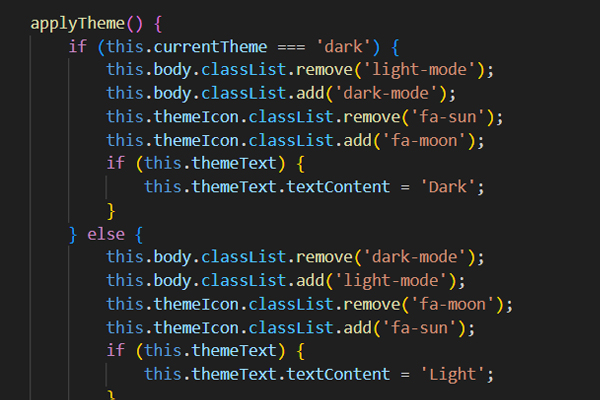 applyTheme() {
    if (this.currentTheme === 'dark') {
        this.body.classList.remove('light-mode');
        this.body.classList.add('dark-mode');
        this.themeIcon.classList.remove('fa-sun');
        this.themeIcon.classList.add('fa-moon');
        if (this.themeText) {
            this.themeText.textContent = 'Dark';
        }
    } else {
        this.body.classList.remove('dark-mode');
        this.body.classList.add('light-mode');
        this.themeIcon.classList.remove('fa-moon');
        this.themeIcon.classList.add('fa-sun');
        if (this.themeText) {
            this.themeText.textContent = 'Light';
        }